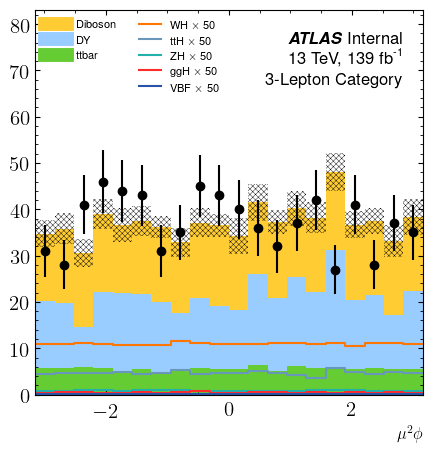 Diboson
DY
ttbar
WH × 50
ttH × 50
ZH × 50
ggH × 50
VBF × 50
ATLAS Internal
13 TeV, 139 fb⁻¹
3-Lepton Category
80
70
60
50
40
30
20
10
0
−2 0 2
μ²ϕ